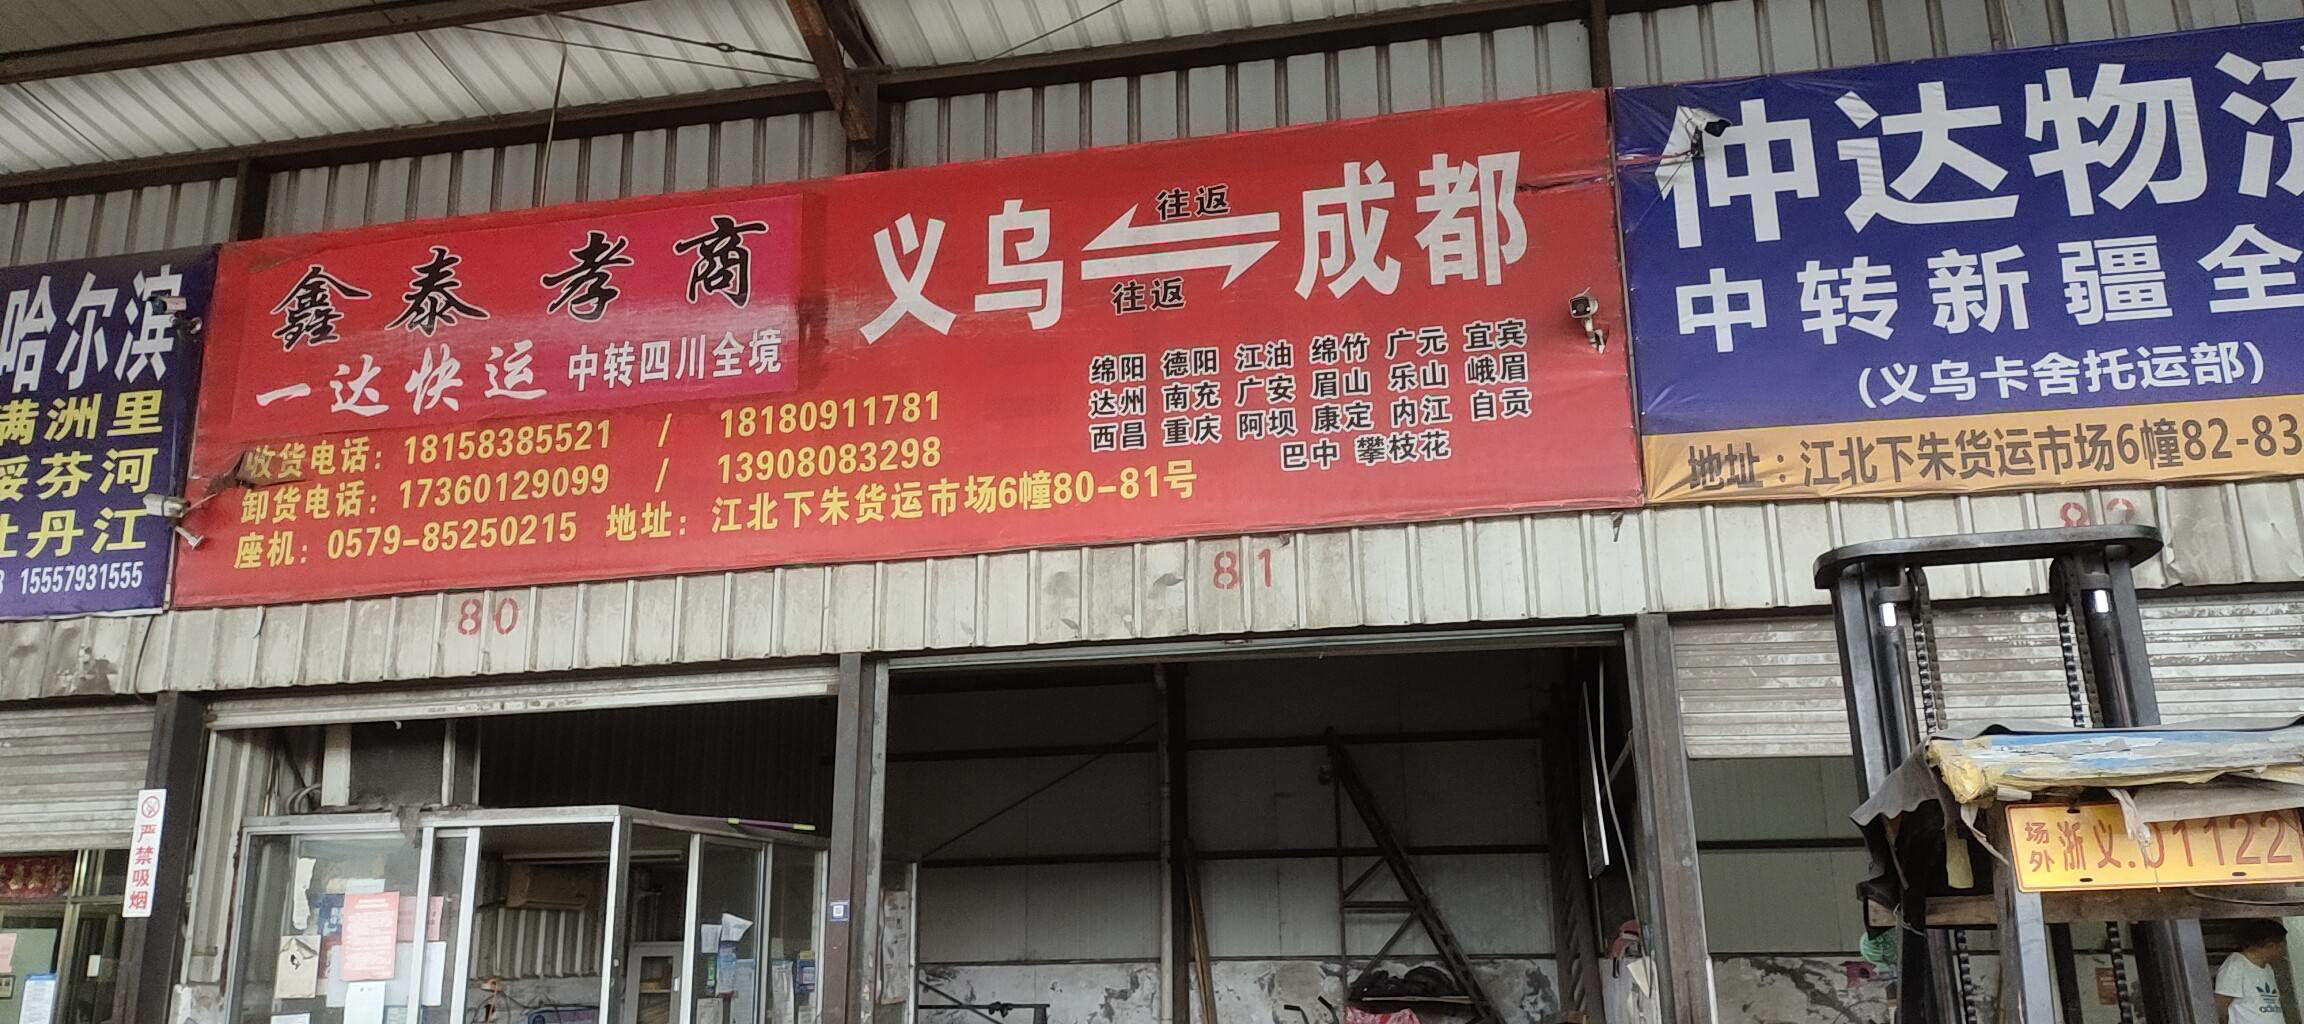 哈尔滨
满洲里
绥芬河
牡丹江
15557931555
鑫泰孝商
一达快运 中转四川全境
义乌 往返 往返 成都
绵阳 德阳 江油 绵竹 广元 宜宾
达州 南充 广安 眉山 乐山 峨眉
西昌 重庆 阿坝 康定 内江 自贡
巴中 攀枝花
收货电话：18158385521 / 18180911781
卸货电话：17360129099 / 13908083298
座机：0579-85250215 地址：江北下朱货运市场6幢80-81号
仲达物流
中转新疆全
(义乌卡舍托运部)
地址：江北下朱货运市场6幢82-83
80
81
严禁吸烟
场外 浙义.D1122